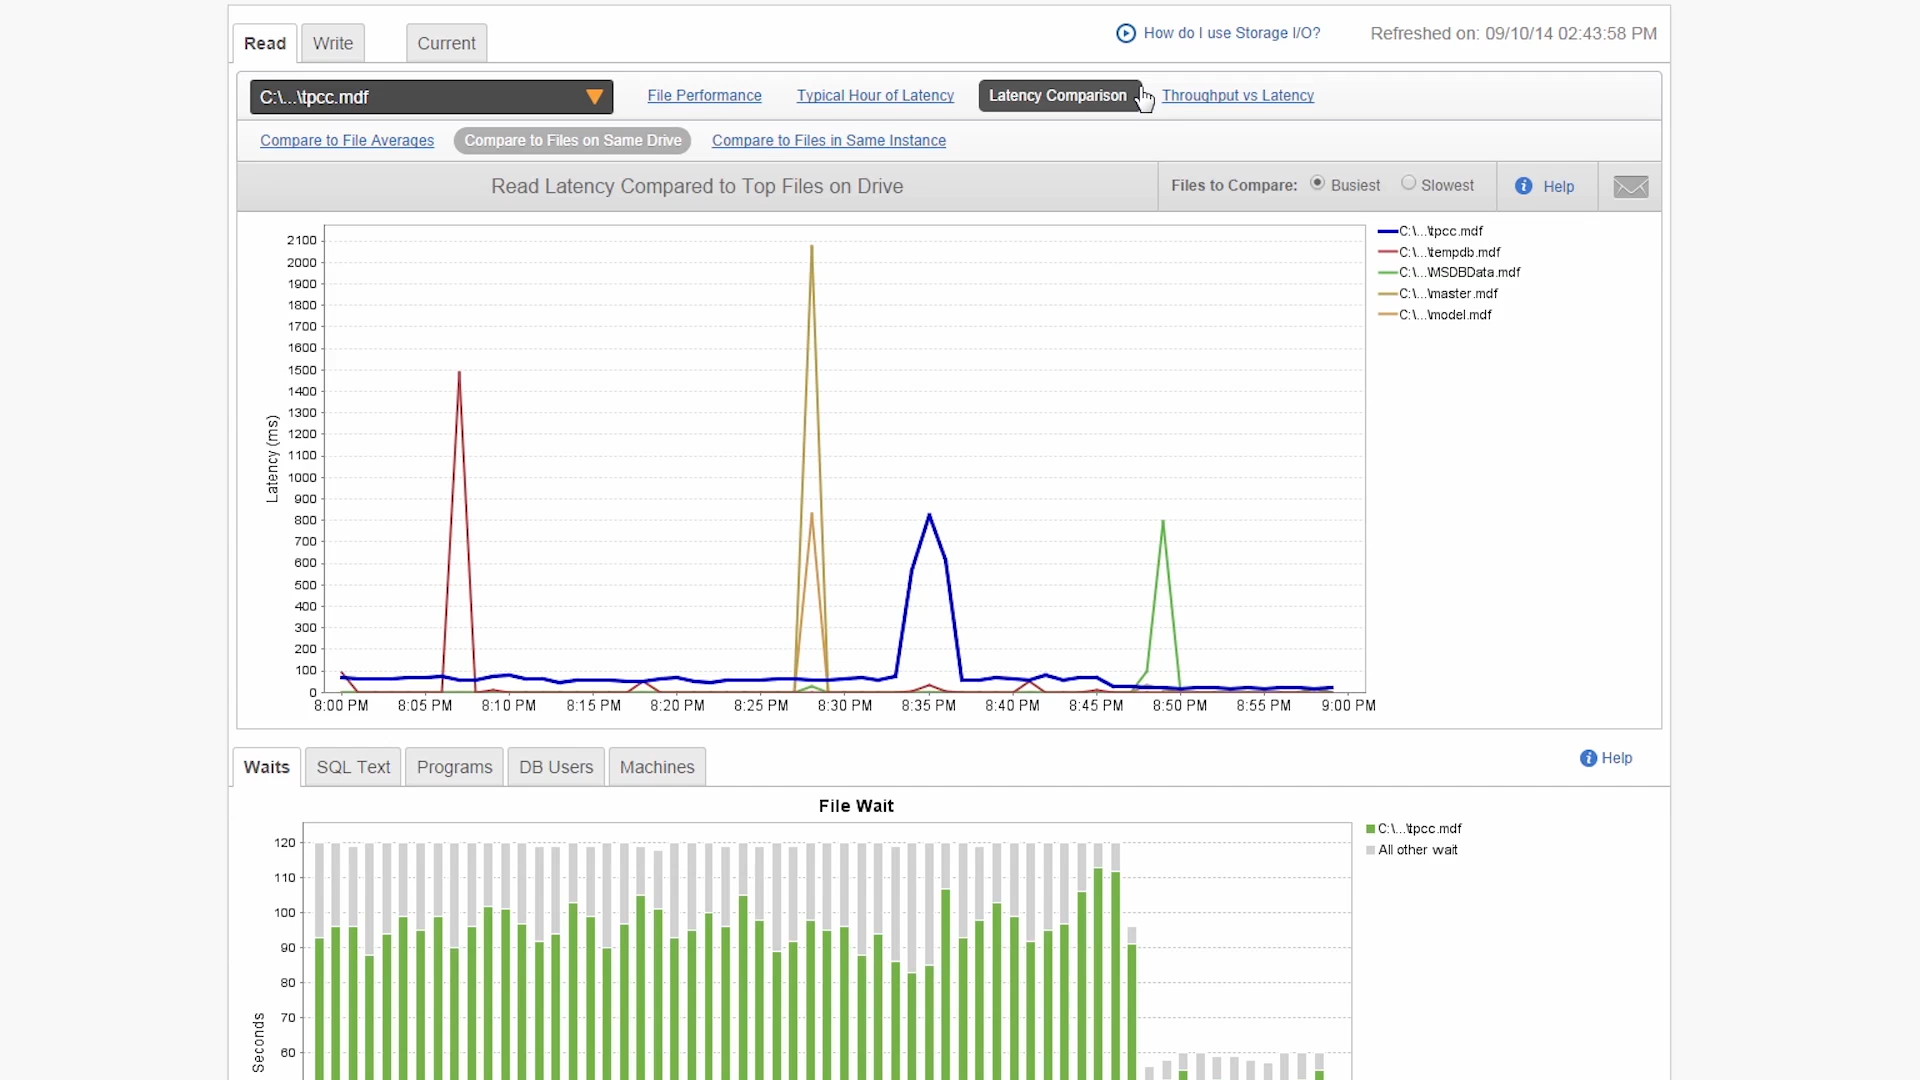 Read Write Current How do I use Storage I/O? Refreshed on: 09/10/14 02:43:58 PM
C:\...\tpcc.mdf File Performance Typical Hour of Latency Latency Comparison Throughput vs Latency
Compare to File Averages Compare to Files on Same Drive Compare to Files in Same Instance
Read Latency Compared to Top Files on Drive Files to Compare: Busiest Slowest Help
2100
2000
1900
1800
1700
1600
1500
1400
1300
1200
1100
1000
900
800
700
600
500
400
300
200
100
0
Latency (ms)
8:00 PM 8:05 PM 8:10 PM 8:15 PM 8:20 PM 8:25 PM 8:30 PM 8:35 PM 8:40 PM 8:45 PM 8:50 PM 8:55 PM 9:00 PM
C:\...\tpcc.mdf
C:\...\tempdb.mdf
C:\...\MSDBData.mdf
C:\...\master.mdf
C:\...\model.mdf
Waits SQL Text Programs DB Users Machines Help
File Wait
120
110
100
90
80
70
60
Seconds
C:\...\tpcc.mdf
All other wait